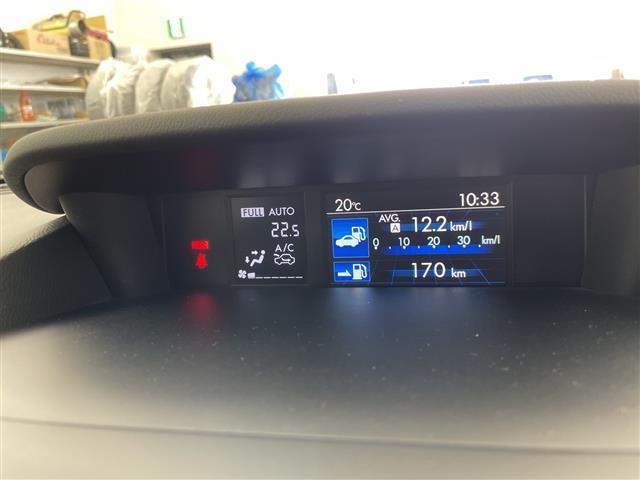 20℃ 10:33
FULL AUTO
AVG.
A 12.2 km/l
22.5
0 10 20 30 km/l
A/C
170 km